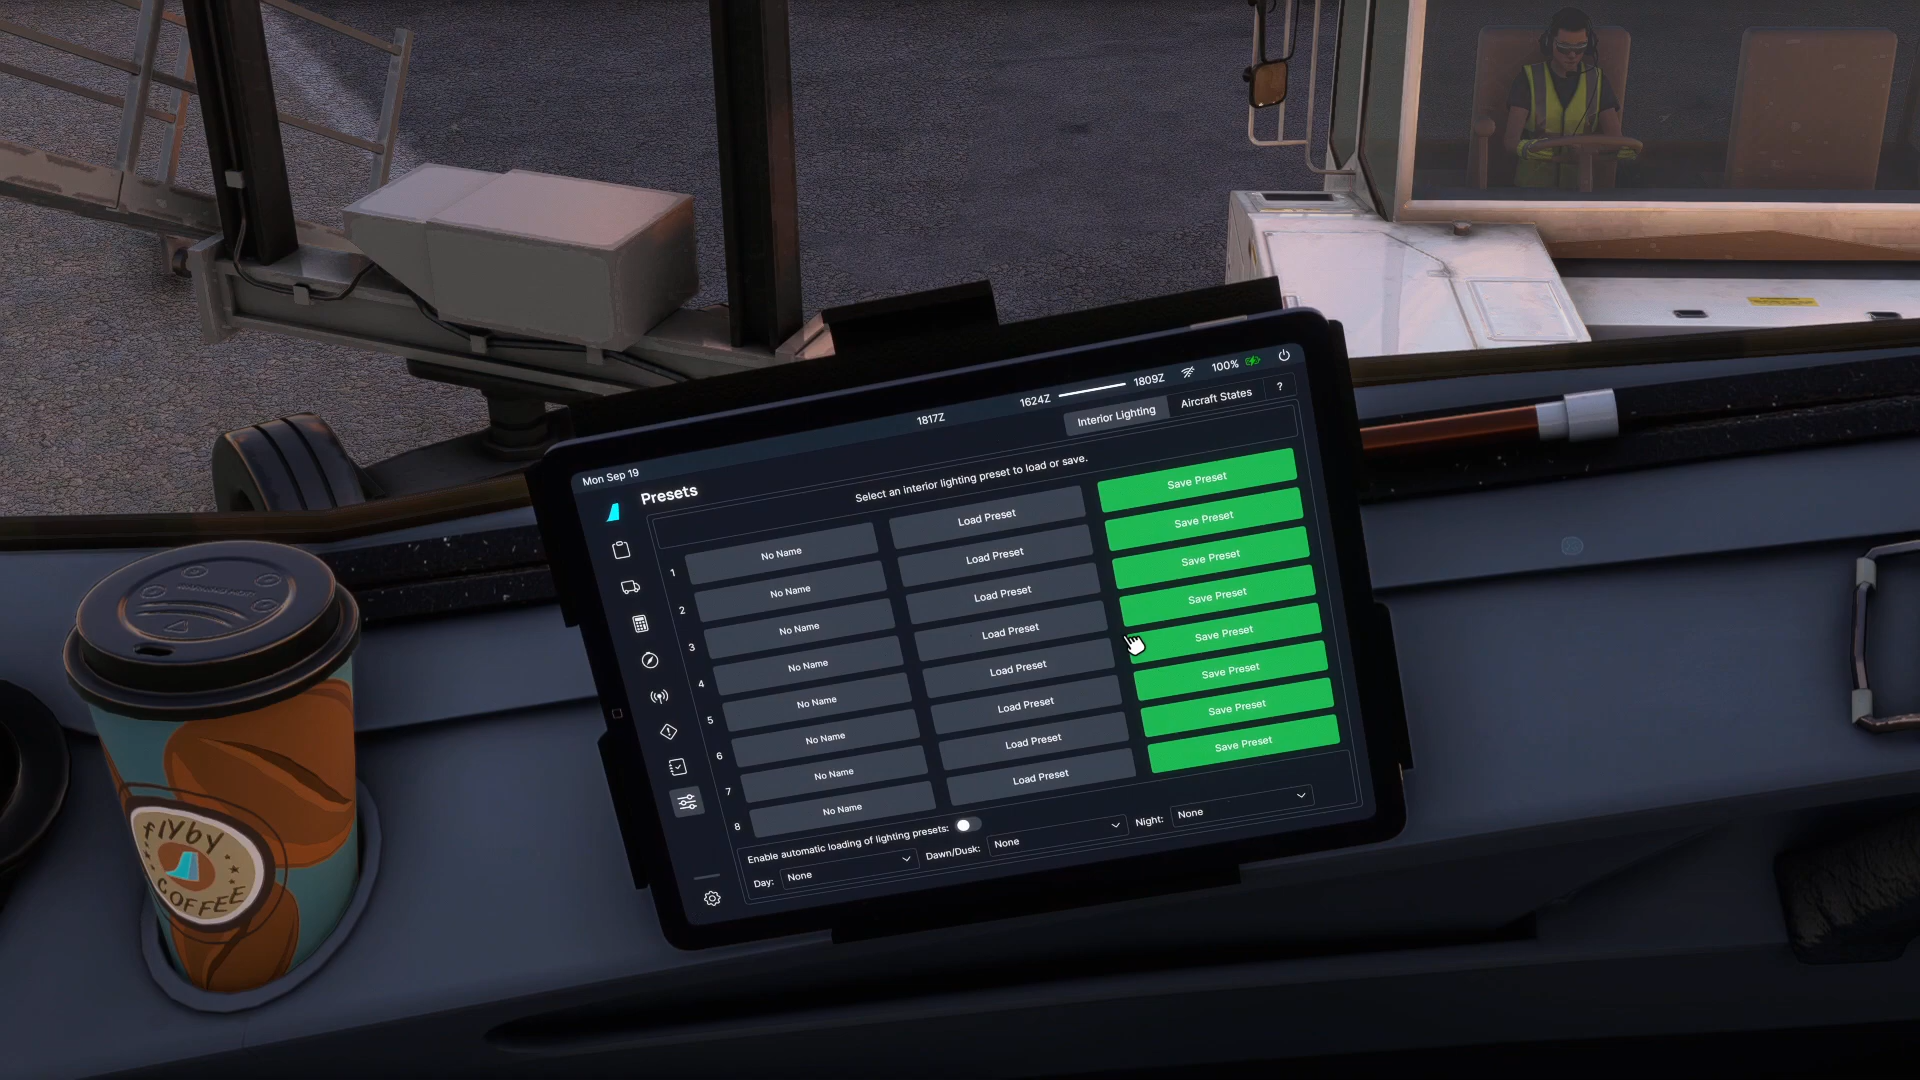 Mon Sep 19
1817Z
1624Z
1809Z
100%
Presets
Interior Lighting
Aircraft States
?
Select an interior lighting preset to load or save.
1 No Name Load Preset Save Preset
2 No Name Load Preset Save Preset
3 No Name Load Preset Save Preset
4 No Name Load Preset Save Preset
5 No Name Load Preset Save Preset
6 No Name Load Preset Save Preset
7 No Name Load Preset Save Preset
8 No Name Load Preset Save Preset
Enable automatic loading of lighting presets:
Day: None Dawn/Dusk: None Night: None
flyby
COFFEE